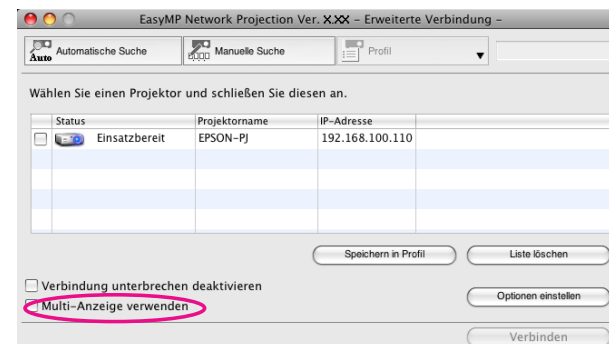 EasyMP Network Projection Ver. X.XX – Erweiterte Verbindung –
Auto Automatische Suche Manuelle Suche Profil
Wählen Sie einen Projektor und schließen Sie diesen an.
Status Projektorname IP-Adresse
Einsatzbereit EPSON-PJ 192.168.100.110
Speichern in Profil Liste löschen
Verbindung unterbrechen deaktivieren
Multi-Anzeige verwenden
Optionen einstellen
Verbinden